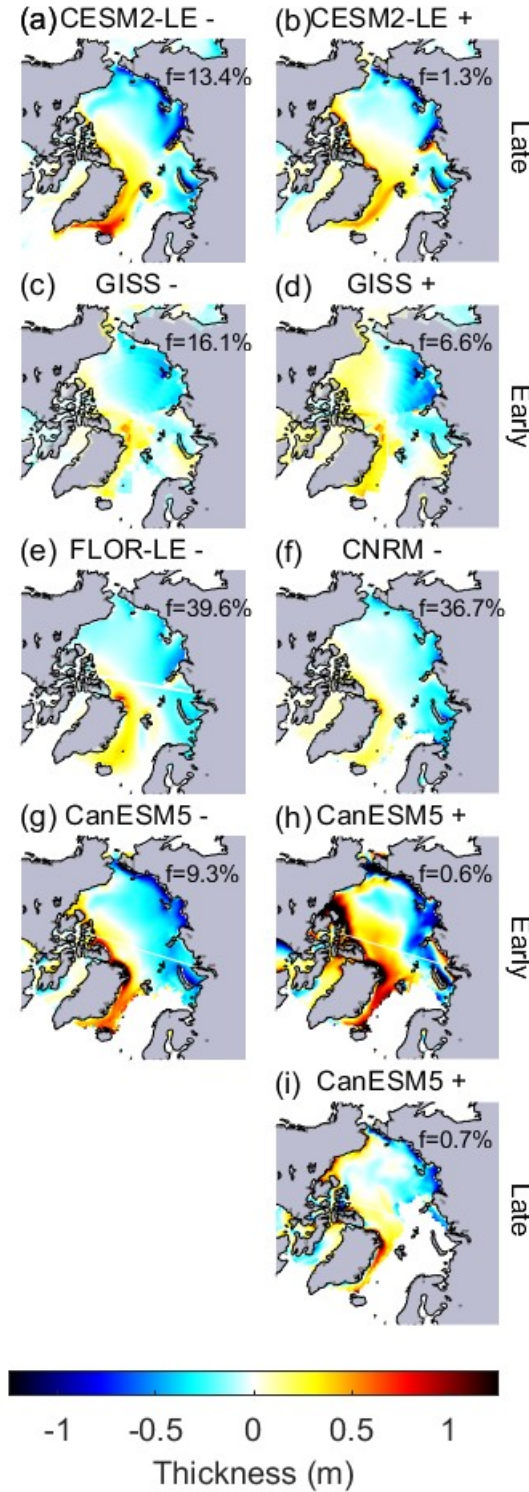 (a) CESM2-LE -
(b) CESM2-LE +
f=13.4%
f=1.3%
Late
(c) GISS -
(d) GISS +
f=16.1%
f=6.6%
Early
(e) FLOR-LE -
(f) CNRM -
f=39.6%
f=36.7%
(g) CanESM5 -
(h) CanESM5 +
f=9.3%
f=0.6%
Early
(i) CanESM5 +
f=0.7%
Late
-1 -0.5 0 0.5 1
Thickness (m)